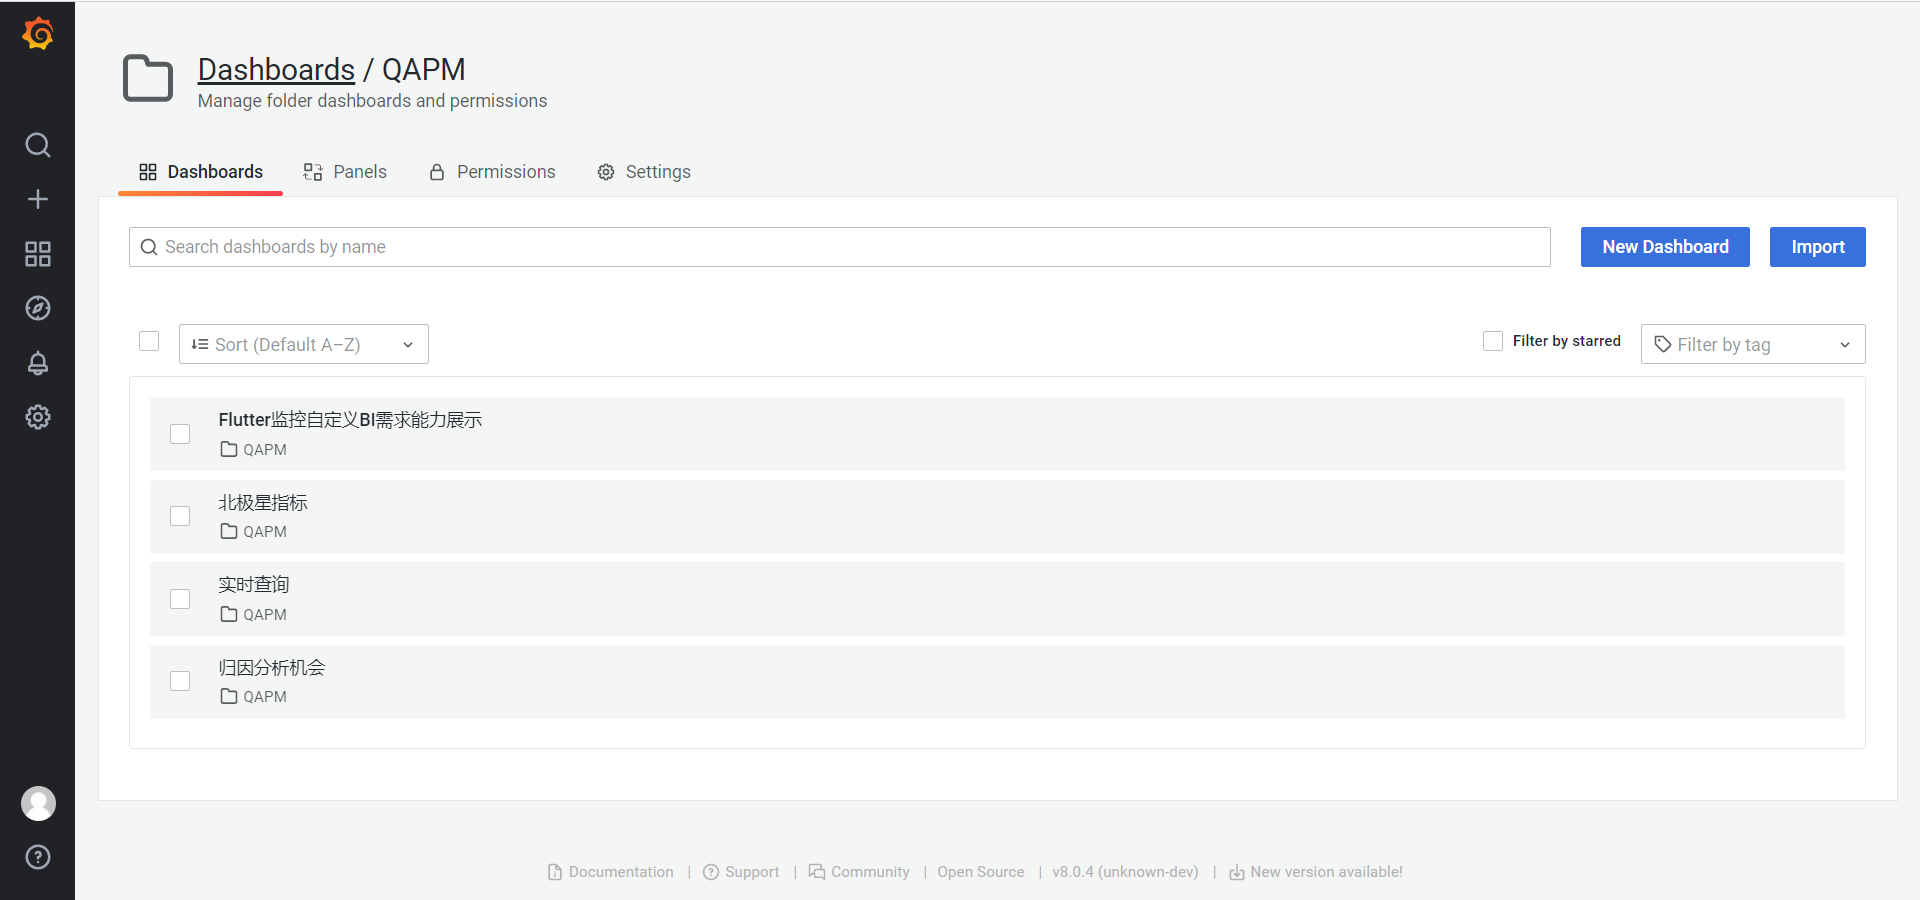 Dashboards / QAPM
Manage folder dashboards and permissions
Dashboards Panels Permissions Settings
Search dashboards by name New Dashboard Import
Sort (Default A–Z) Filter by starred Filter by tag
Flutter监控自定义BI需求能力展示
QAPM
北极星指标
QAPM
实时查询
QAPM
归因分析机会
QAPM
Documentation | Support | Community | Open Source | v8.0.4 (unknown-dev) | New version available!